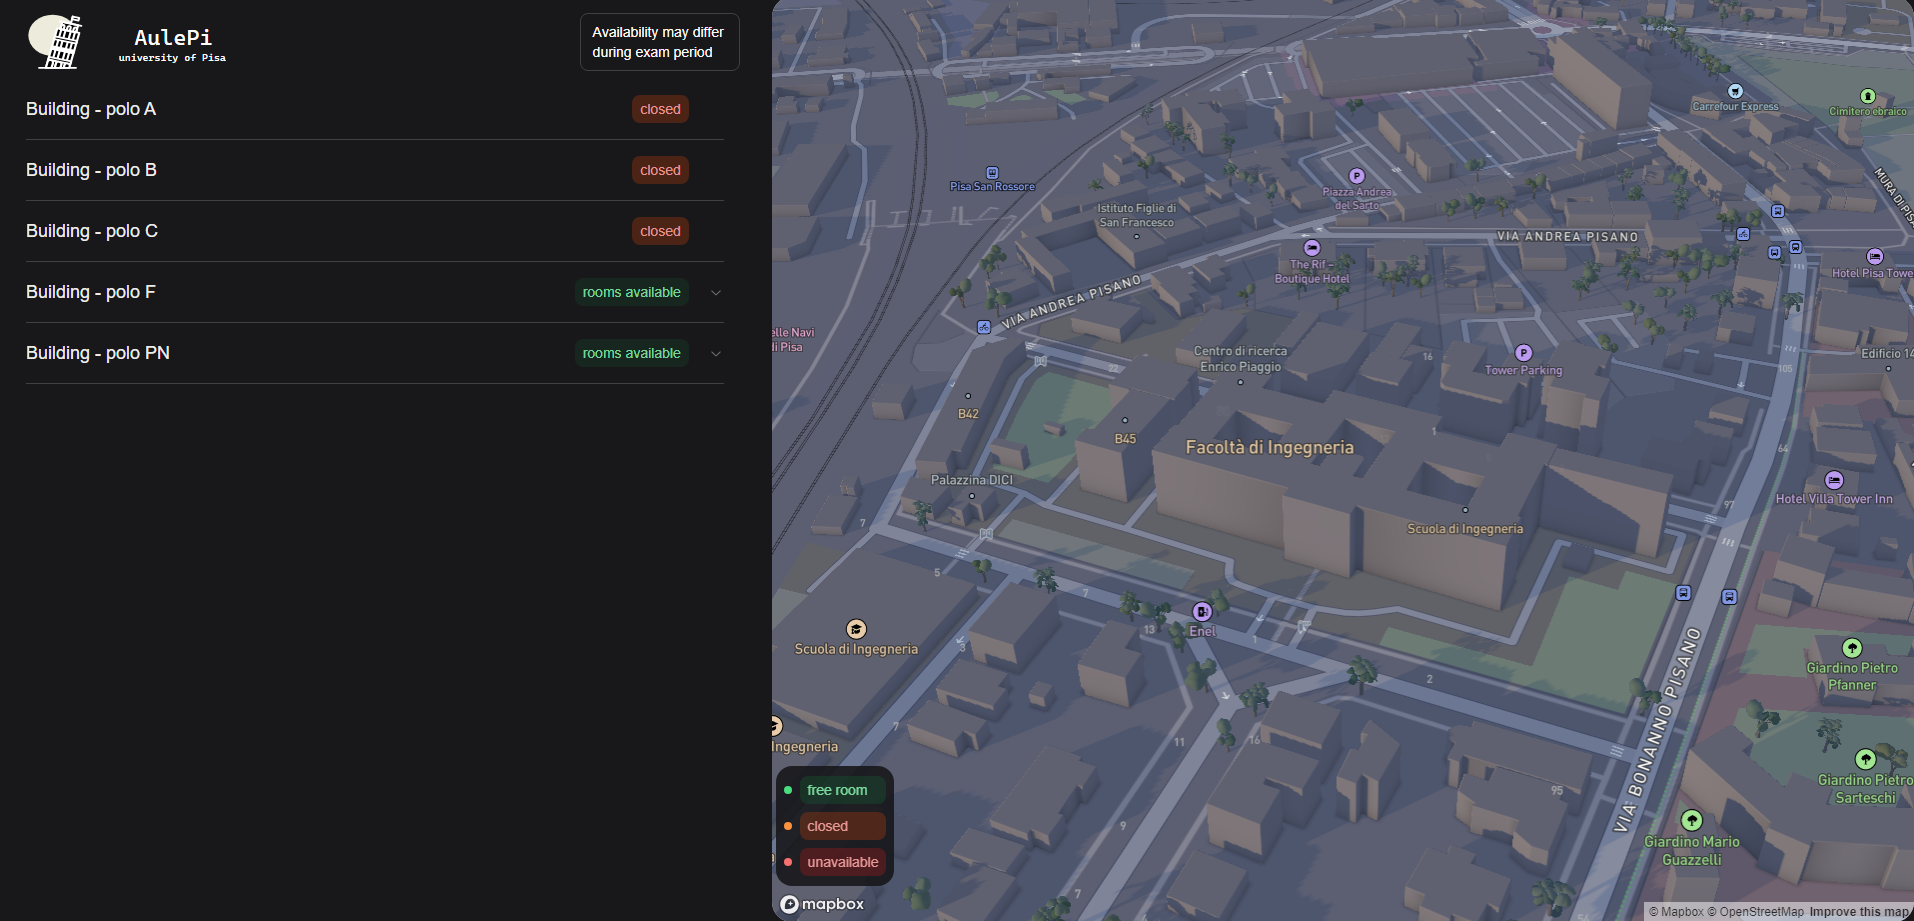 AulePi
university of Pisa
Availability may differ
during exam period
Building - polo A
closed
Building - polo B
closed
Building - polo C
closed
Building - polo F
rooms available
Building - polo PN
rooms available
Carrefour Express
Cimitero ebraico
Pisa San Rossore
Piazza Andrea
del Sarto
MURA DI PISA
Istituto Figlie di
San Francesco
VIA ANDREA PISANO
The Rif -
Boutique Hotel
Hotel Pisa Towe
VIA ANDREA PISANO
elle Navi
di Pisa
Centro di ricerca
Enrico Piaggio
16
Edificio 14
22
Tower Parking
105
B42
B45
1
Facoltà di Ingegneria
64
Palazzina DICI
Hotel Villa Tower Inn
97
7
Scuola di Ingegneria
5
7
Enel
13
1
3
Scuola di Ingegneria
VIA BONANNO PISANO
Giardino Pietro
Pfanner
2
7
11
16
Ingegneria
Giardino Pietro
Sarteschi
95
9
Giardino Mario
Guazzelli
7
free room
closed
unavailable
mapbox
© Mapbox © OpenStreetMap Improve this map